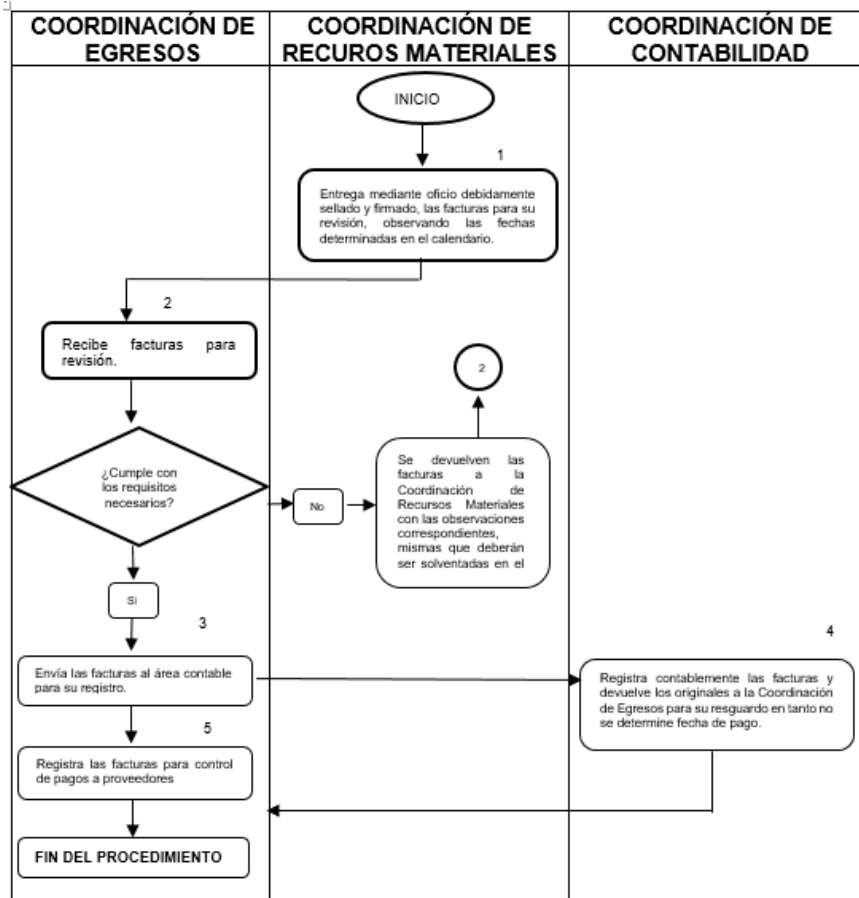 COORDINACIÓN DE
EGRESOS
COORDINACIÓN DE
RECUROS MATERIALES
COORDINACIÓN DE
CONTABILIDAD
INICIO
1
Entrega mediante oficio debidamente
sellado y firmado, las facturas para su
revisión, observando las fechas
determinadas en el calendario.
2
Recibe facturas para
revisión.
2
¿Cumple con
los requisitos
necesarios?
No
Se devuelven las
facturas a la
Coordinación de
Recursos Materiales
con las observaciones
correspondientes,
mismas que deberán
ser solventadas en el
Si
3
Envía las facturas al área contable
para su registro.
4
Registra contablemente las facturas y
devuelve los originales a la Coordinación
de Egresos para su resguardo en tanto no
se determine fecha de pago.
5
Registra las facturas para control
de pagos a proveedores
FIN DEL PROCEDIMIENTO